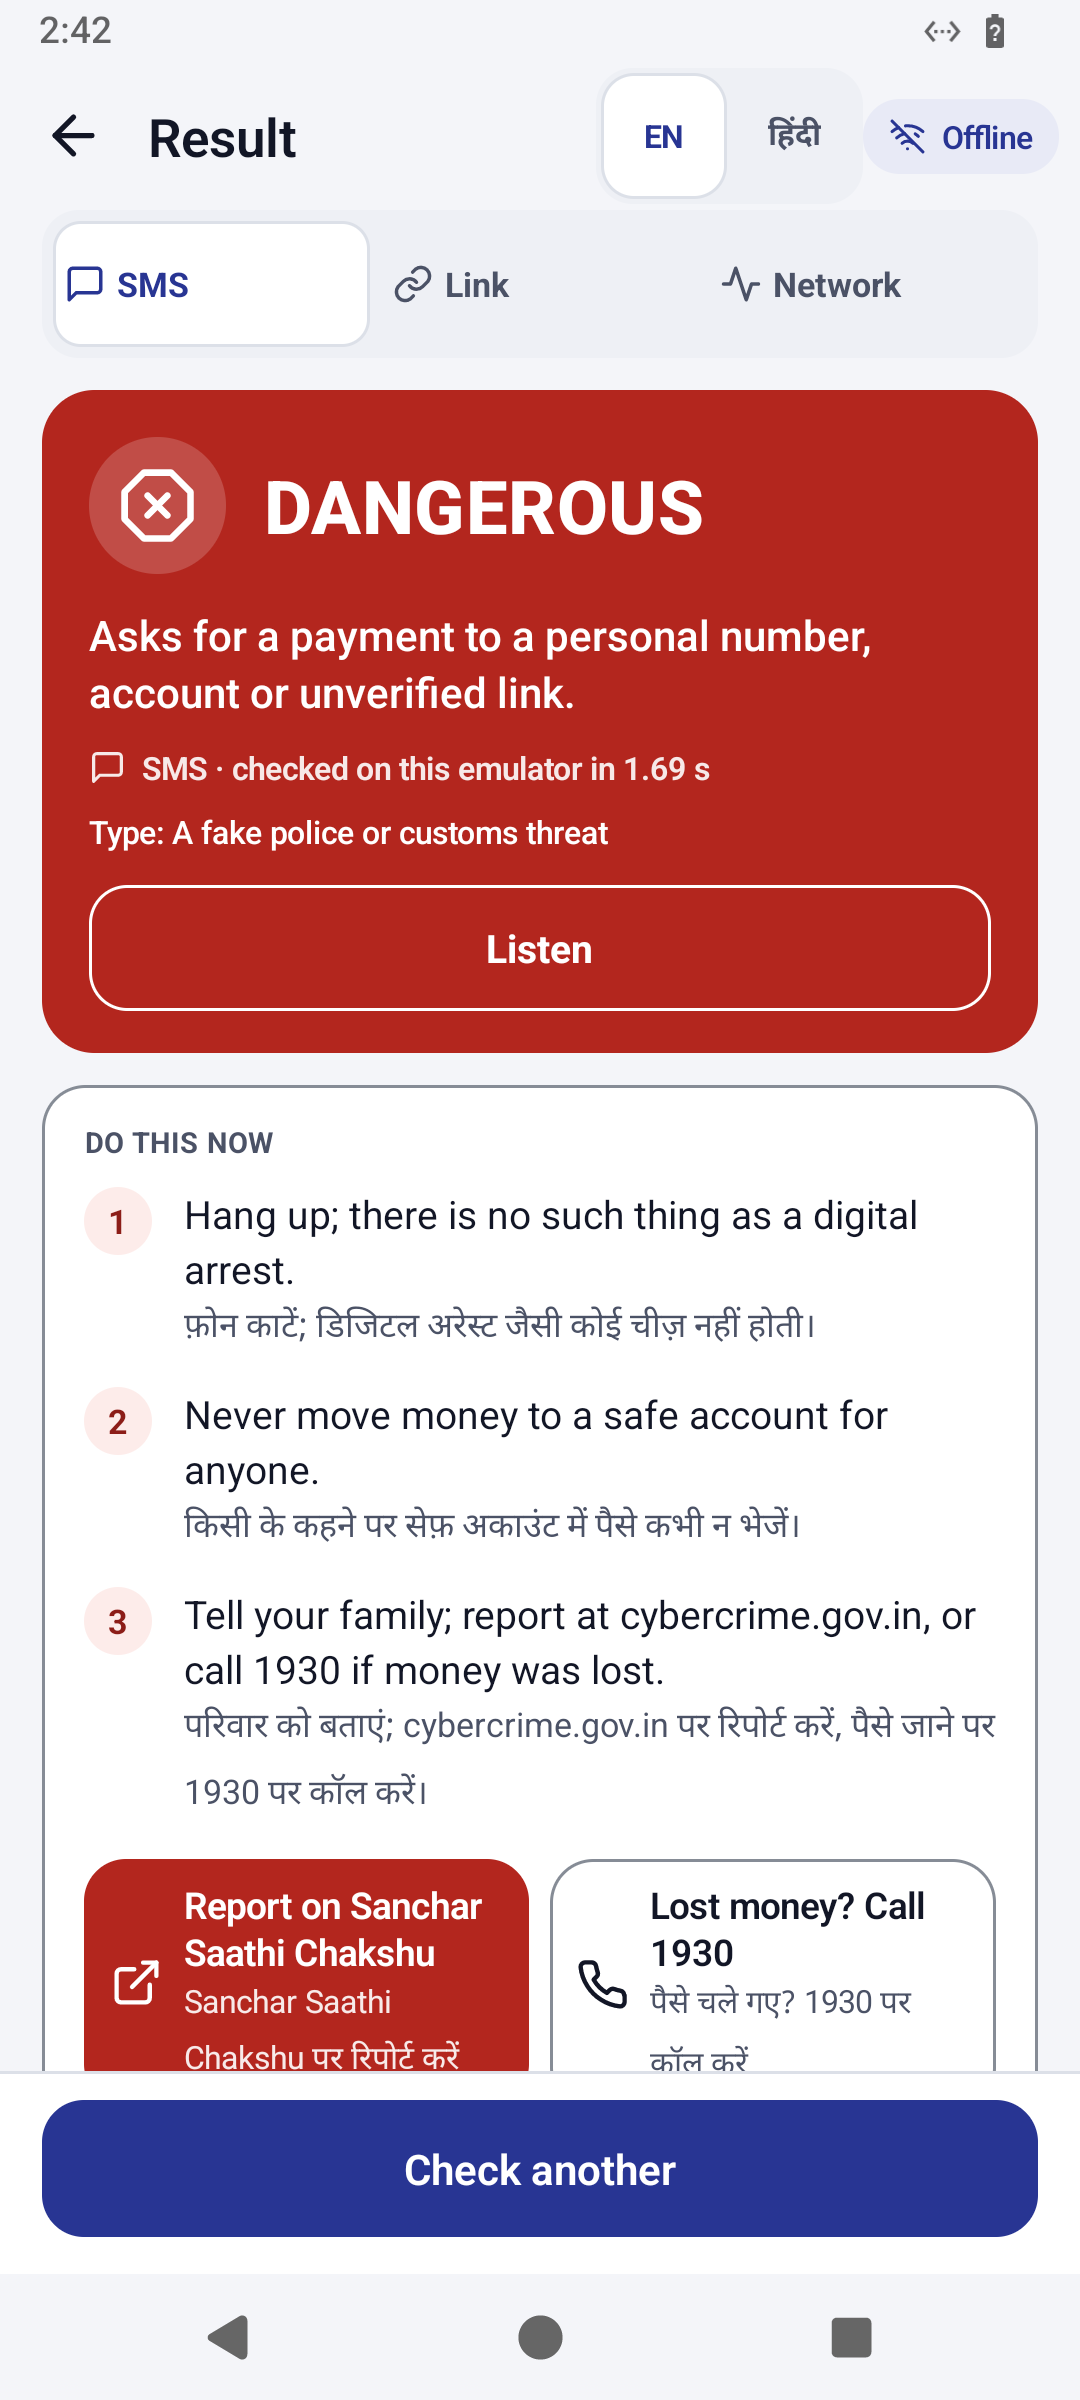 2:42
Result
EN
हिंदी
Offline
SMS
Link
Network
DANGEROUS
Asks for a payment to a personal number,
account or unverified link.
SMS · checked on this emulator in 1.69 s
Type: A fake police or customs threat
Listen
DO THIS NOW
1
Hang up; there is no such thing as a digital
arrest.
फ़ोन काटें; डिजिटल अरेस्ट जैसी कोई चीज़ नहीं होती।
2
Never move money to a safe account for
anyone.
किसी के कहने पर सेफ़ अकाउंट में पैसे कभी न भेजें।
3
Tell your family; report at cybercrime.gov.in, or
call 1930 if money was lost.
परिवार को बताएं; cybercrime.gov.in पर रिपोर्ट करें, पैसे जाने पर
1930 पर कॉल करें।
Report on Sanchar
Saathi Chakshu
Sanchar Saathi
Chakshu पर रिपोर्ट करें
Lost money? Call
1930
पैसे चले गए? 1930 पर
कॉल करें
Check another